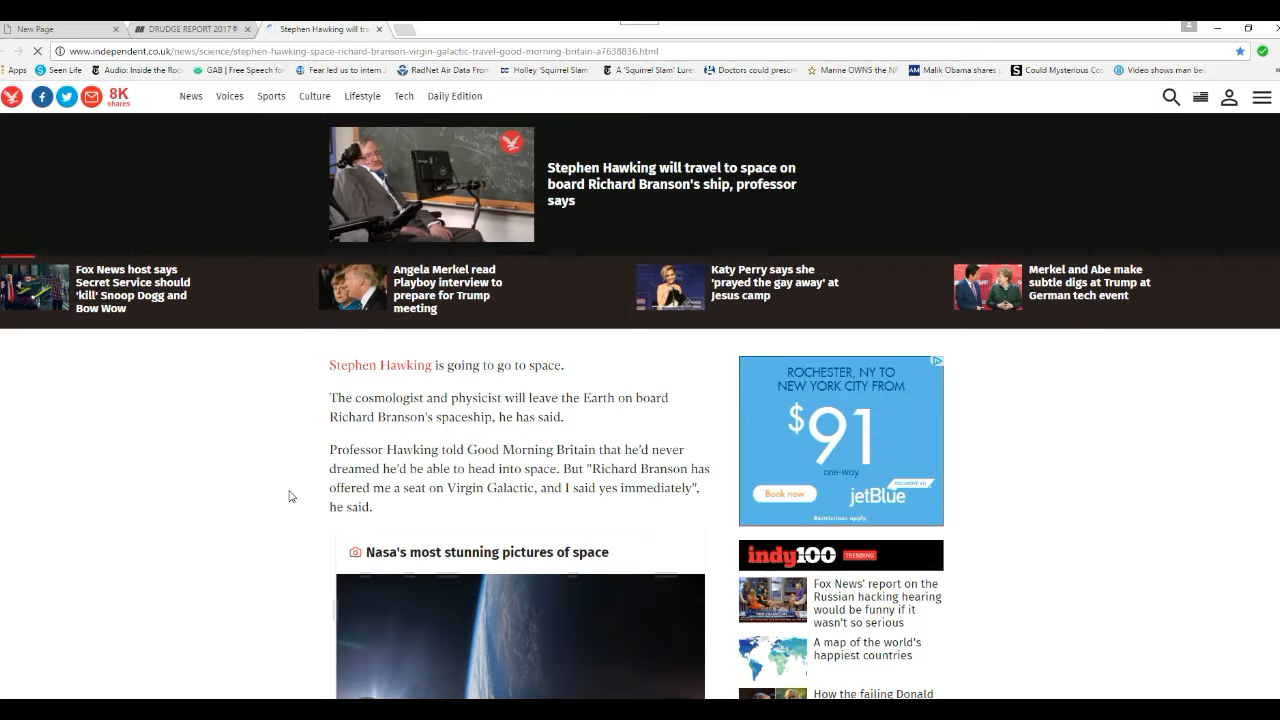 New Page
DRUDGE REPORT 2017®
Stephen Hawking will tra
www.independent.co.uk/news/science/stephen-hawking-space-richard-branson-virgin-galactic-travel-good-morning-britain-a7638836.html
Apps
Seen Life
Audio: Inside the Roc
GAB | Free Speech for
Fear led us to intern J
RadNet Air Data From
Holley 'Squirrel Slam
A 'Squirrel Slam' Lure
Doctors could prescri
Marine OWNS the NF
Malik Obama shares p
Could Mysterious Co
Video shows man bei
8K
shares
News
Voices
Sports
Culture
Lifestyle
Tech
Daily Edition
Stephen Hawking will travel to space on
board Richard Branson's ship, professor
says
Fox News host says
Secret Service should
'kill' Snoop Dogg and
Bow Wow
Angela Merkel read
Playboy interview to
prepare for Trump
meeting
Katy Perry says she
'prayed the gay away' at
Jesus camp
Merkel and Abe make
subtle digs at Trump at
German tech event
Stephen Hawking is going to go to space.
The cosmologist and physicist will leave the Earth on board
Richard Branson's spaceship, he has said.
Professor Hawking told Good Morning Britain that he'd never
dreamed he'd be able to head into space. But "Richard Branson has
offered me a seat on Virgin Galactic, and I said yes immediately",
he said.
Nasa's most stunning pictures of space
ROCHESTER, NY TO
NEW YORK CITY FROM
$91
one-way
Book now
jetBlue
YOU ABOVE ALL
Restrictions apply.
indy100 TRENDING
Fox News' report on the
Russian hacking hearing
would be funny if it
wasn't so serious
A map of the world's
happiest countries
How the failing Donald